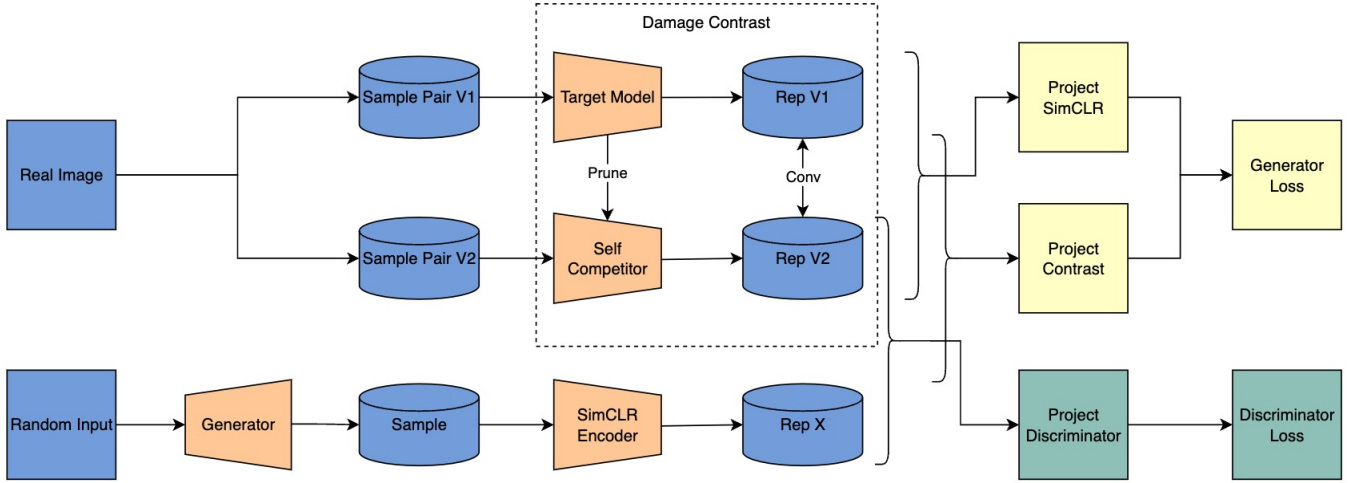 Damage Contrast
Sample Pair V1
Target Model
Rep V1
Project
SimCLR
Real Image
Prune
Conv
Generator
Loss
Sample Pair V2
Self
Competitor
Rep V2
Project
Contrast
Random Input
Generator
Sample
SimCLR
Encoder
Rep X
Project
Discriminator
Discriminator
Loss